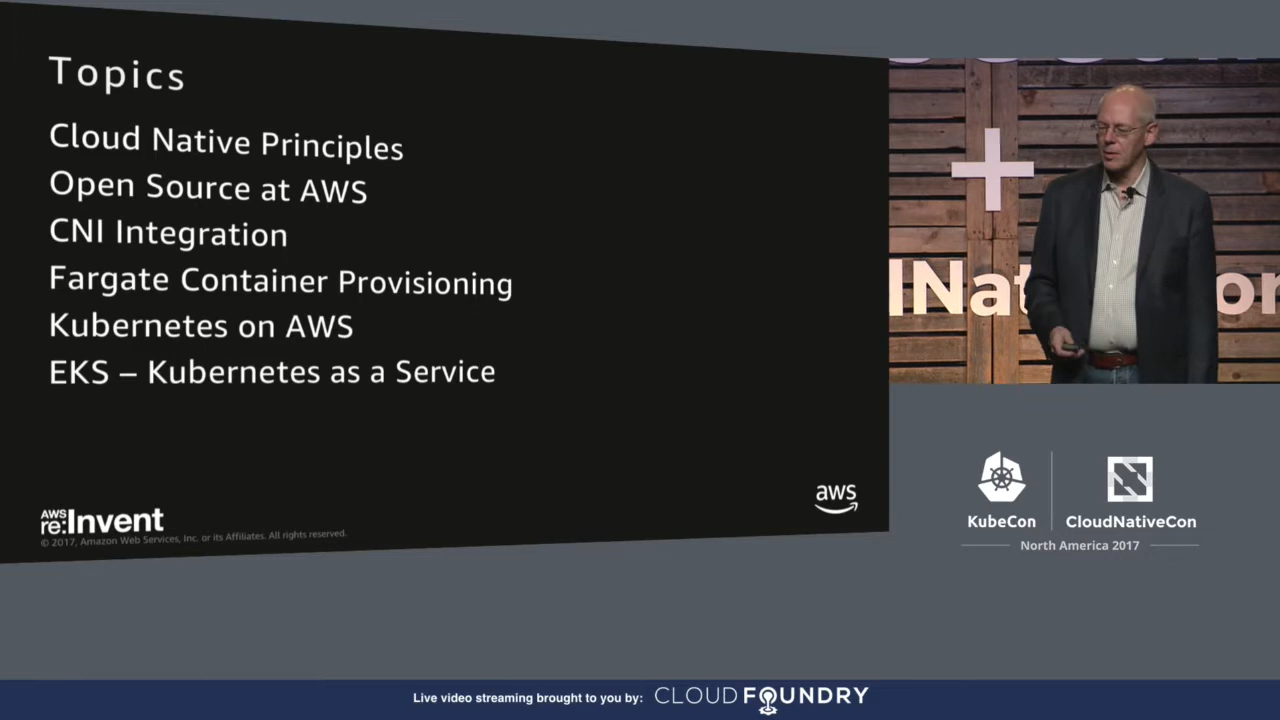 Topics
Cloud Native Principles
Open Source at AWS
CNI Integration
Fargate Container Provisioning
Kubernetes on AWS
EKS – Kubernetes as a Service
AWS
re:Invent
© 2017, Amazon Web Services, Inc. or its Affiliates. All rights reserved.
aws
+
KubeCon
CloudNativeCon
North America 2017
Live video streaming brought to you by:
CLOUD FOUNDRY